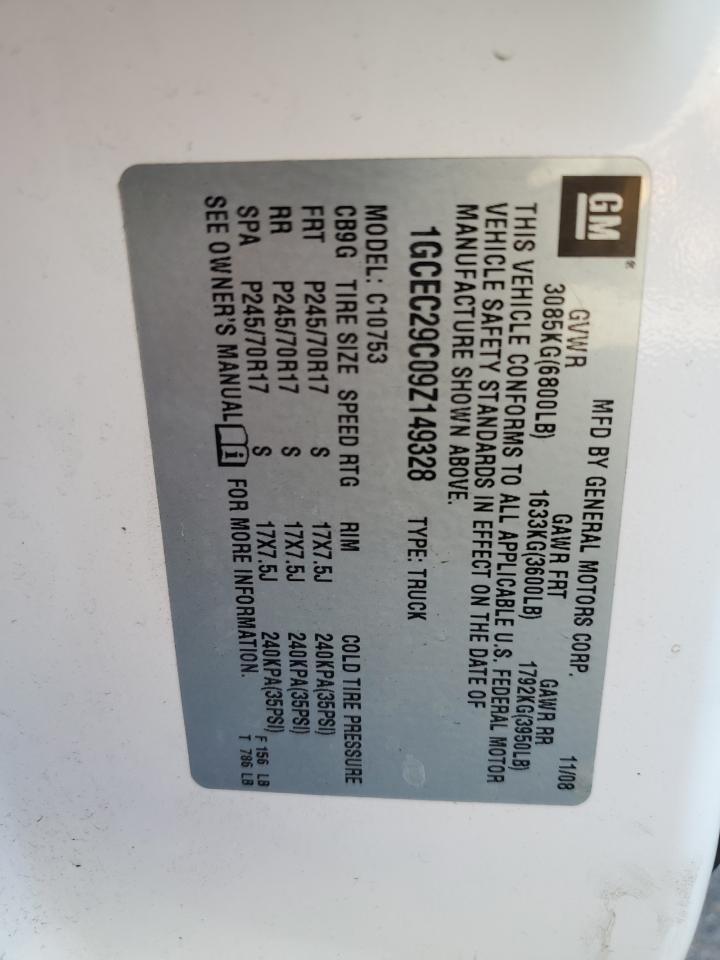 GM
MFD BY GENERAL MOTORS CORP. 11/08
GVWR GAWR FRT GAWR RR
3085KG(6800LB) 1633KG(3600LB) 1792KG(3950LB)
THIS VEHICLE CONFORMS TO ALL APPLICABLE U.S. FEDERAL MOTOR
VEHICLE SAFETY STANDARDS IN EFFECT ON THE DATE OF
MANUFACTURE SHOWN ABOVE.
1GCEC29C09Z149328 TYPE: TRUCK
MODEL: C10753
CB9G TIRE SIZE SPEED RTG RIM COLD TIRE PRESSURE
FRT P245/70R17 S 17X7.5J 240KPA(35PSI)
RR P245/70R17 S 17X7.5J 240KPA(35PSI)
SPA P245/70R17 S 17X7.5J 240KPA(35PSI)
SEE OWNER'S MANUAL FOR MORE INFORMATION.
F 156 LB
T 786 LB